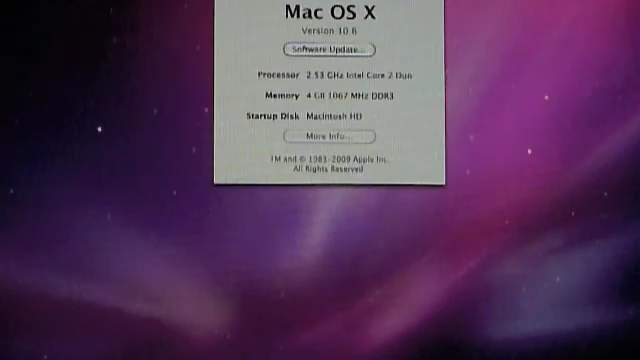 Mac OS X
Version 10.6
Software Update...
Processor 2.53 GHz Intel Core 2 Duo
Memory 4 GB 1067 MHz DDR3
Startup Disk Macintosh HD
More Info...
TM and © 1983-2009 Apple Inc.
All Rights Reserved.